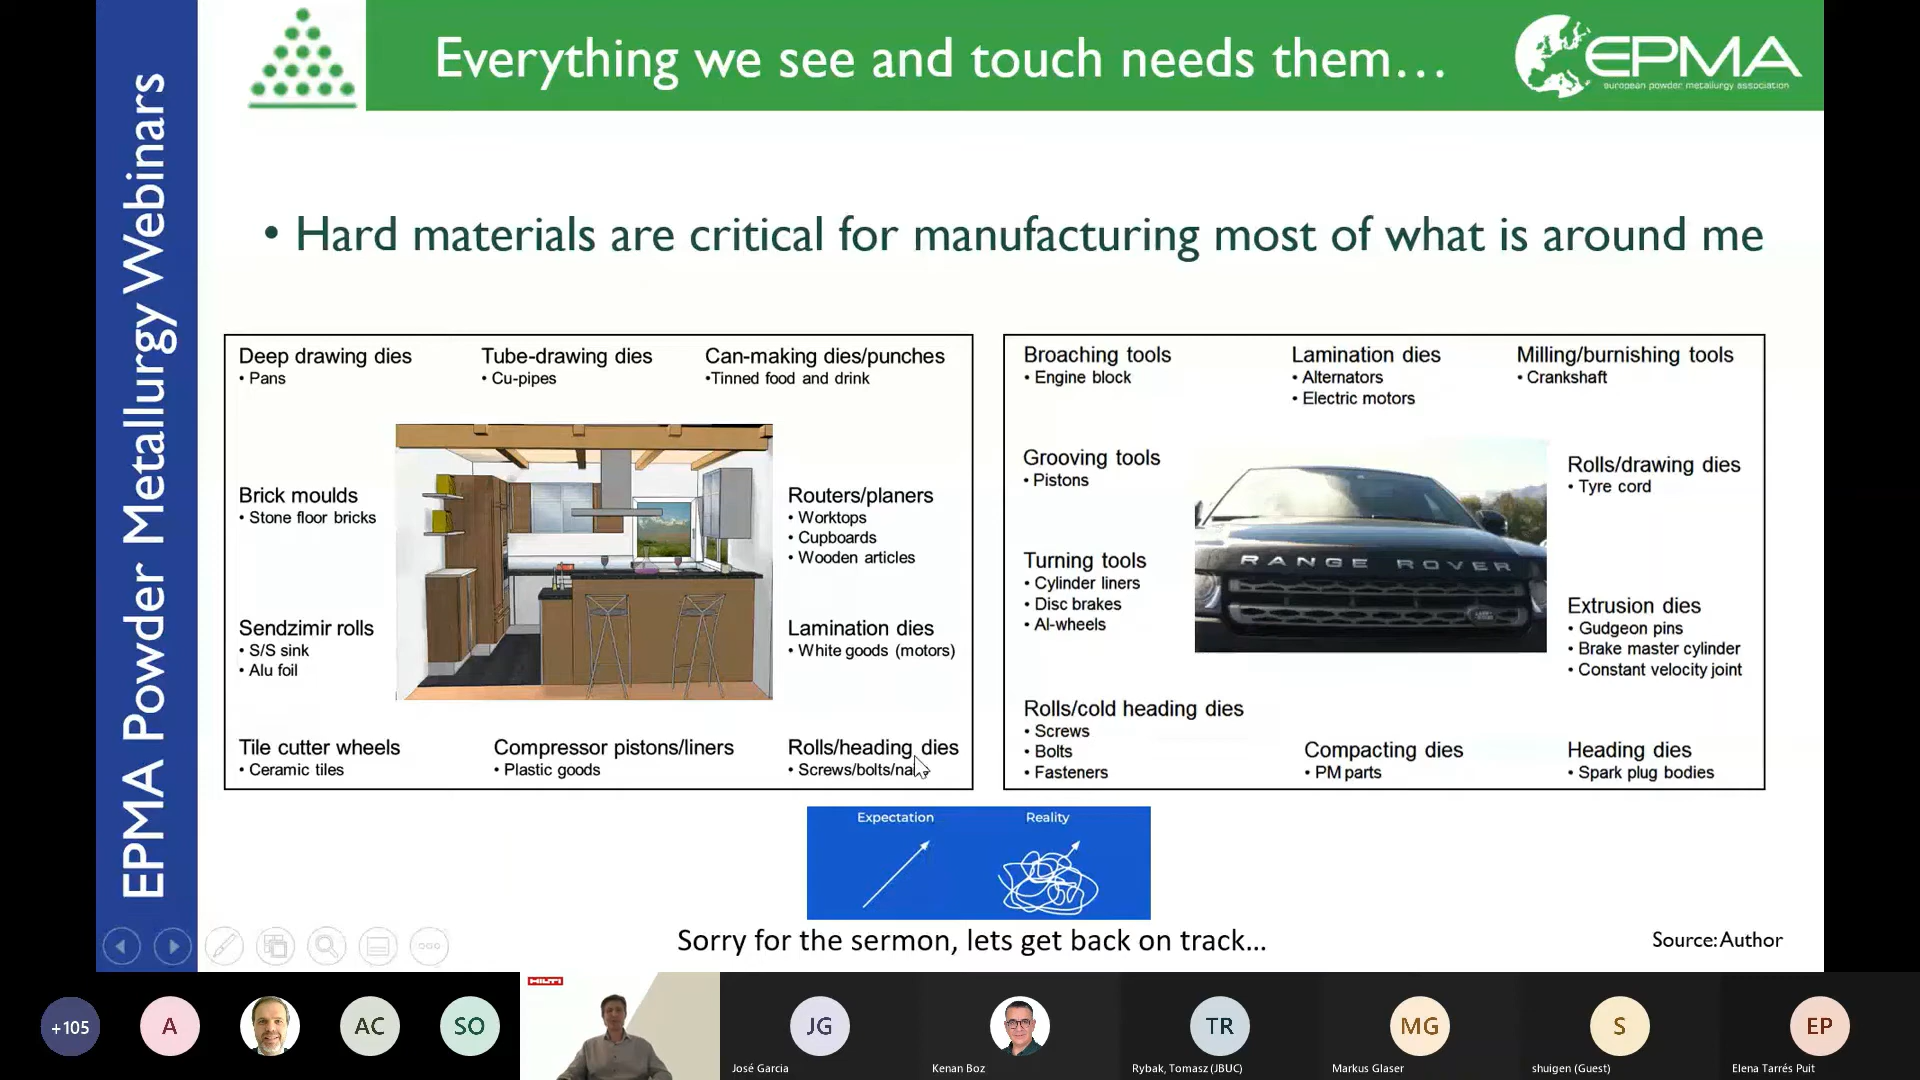 Everything we see and touch needs them...
EPMA
european powder metallurgy association
EPMA Powder Metallurgy Webinars
• Hard materials are critical for manufacturing most of what is around me
Deep drawing dies
• Pans
Tube-drawing dies
• Cu-pipes
Can-making dies/punches
•Tinned food and drink
Brick moulds
• Stone floor bricks
Routers/planers
• Worktops
• Cupboards
• Wooden articles
Sendzimir rolls
• S/S sink
• Alu foil
Lamination dies
• White goods (motors)
Tile cutter wheels
• Ceramic tiles
Compressor pistons/liners
• Plastic goods
Rolls/heading dies
• Screws/bolts/
Broaching tools
• Engine block
Lamination dies
• Alternators
• Electric motors
Milling/burnishing tools
• Crankshaft
Grooving tools
• Pistons
Rolls/drawing dies
• Tyre cord
RANGE ROVER
Turning tools
• Cylinder liners
• Disc brakes
• Al-wheels
Extrusion dies
• Gudgeon pins
• Brake master cylinder
• Constant velocity joint
Rolls/cold heading dies
• Screws
• Bolts
• Fasteners
Compacting dies
• PM parts
Heading dies
• Spark plug bodies
Expectation
Reality
Sorry for the sermon, lets get back on track...
Source: Author
+105
A
AC
SO
HILTI
JG
José Garcia
Kenan Boz
TR
Rybak, Tomasz (JBUC)
MG
Markus Glaser
S
shuigen (Guest)
EP
Elena Tarrés Puit